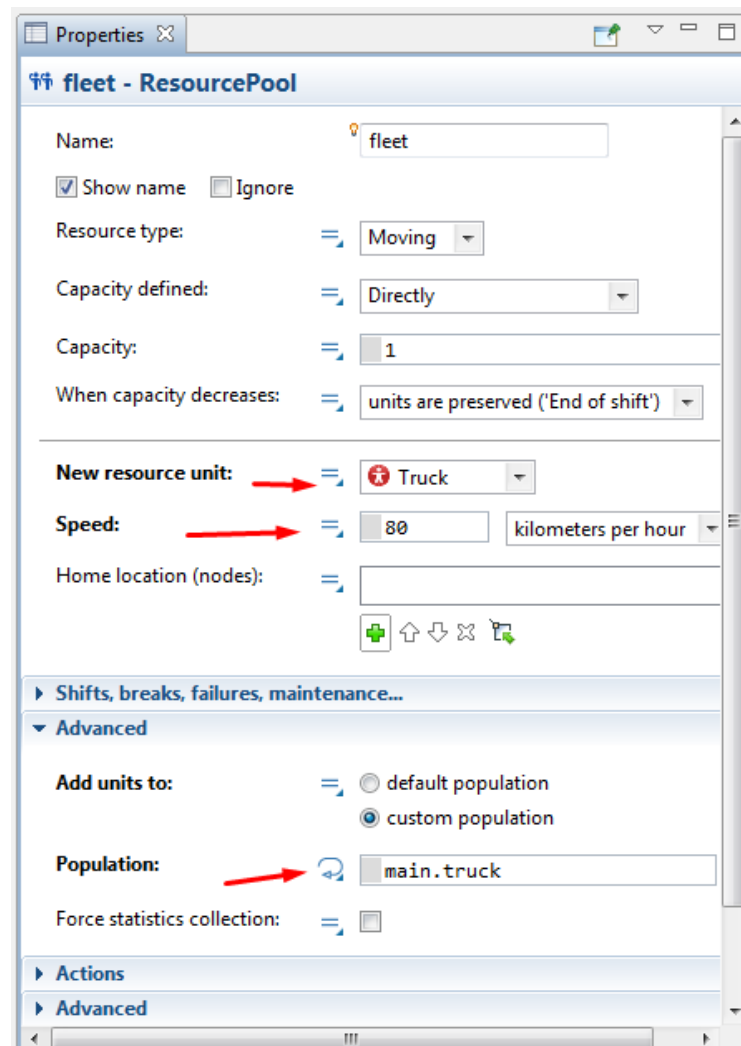 Properties
fleet - ResourcePool
Name: fleet
Show name Ignore
Resource type: Moving
Capacity defined: Directly
Capacity: 1
When capacity decreases: units are preserved ('End of shift')
New resource unit: Truck
Speed: 80 kilometers per hour
Home location (nodes):
Shifts, breaks, failures, maintenance...
Advanced
Add units to: default population
custom population
Population: main.truck
Force statistics collection:
Actions
Advanced